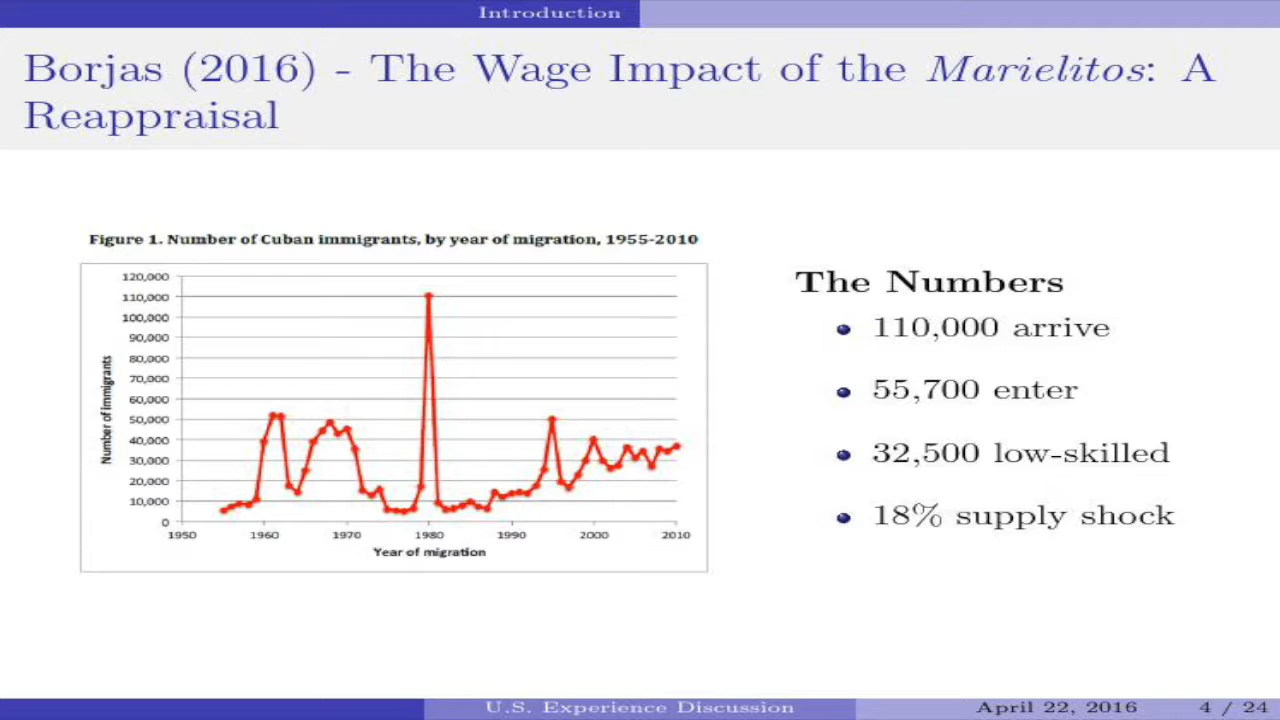 Introduction
Borjas (2016) - The Wage Impact of the Marielitos: A
Reappraisal
Figure 1. Number of Cuban immigrants, by year of migration, 1955-2010
120,000
110,000
100,000
90,000
80,000
70,000
60,000
50,000
40,000
30,000
20,000
10,000
0
Number of immigrants
1950 1960 1970 1980 1990 2000 2010
Year of migration
The Numbers
110,000 arrive
55,700 enter
32,500 low-skilled
18% supply shock
U.S. Experience Discussion April 22, 2016 4 / 24